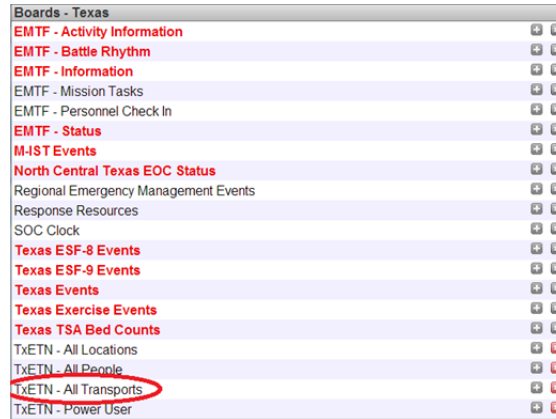 Boards - Texas
EMTF - Activity Information
EMTF - Battle Rhythm
EMTF - Information
EMTF - Mission Tasks
EMTF - Personnel Check In
EMTF - Status
M-IST Events
North Central Texas EOC Status
Regional Emergency Management Events
Response Resources
SOC Clock
Texas ESF-8 Events
Texas ESF-9 Events
Texas Events
Texas Exercise Events
Texas TSA Bed Counts
TxETN - All Locations
TxETN - All People
TxETN - All Transports
TxETN - Power User